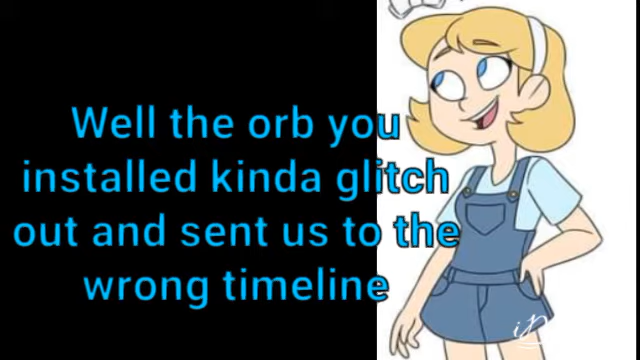 Well the orb you
installed kinda glitch
out and sent us to the
wrong timeline